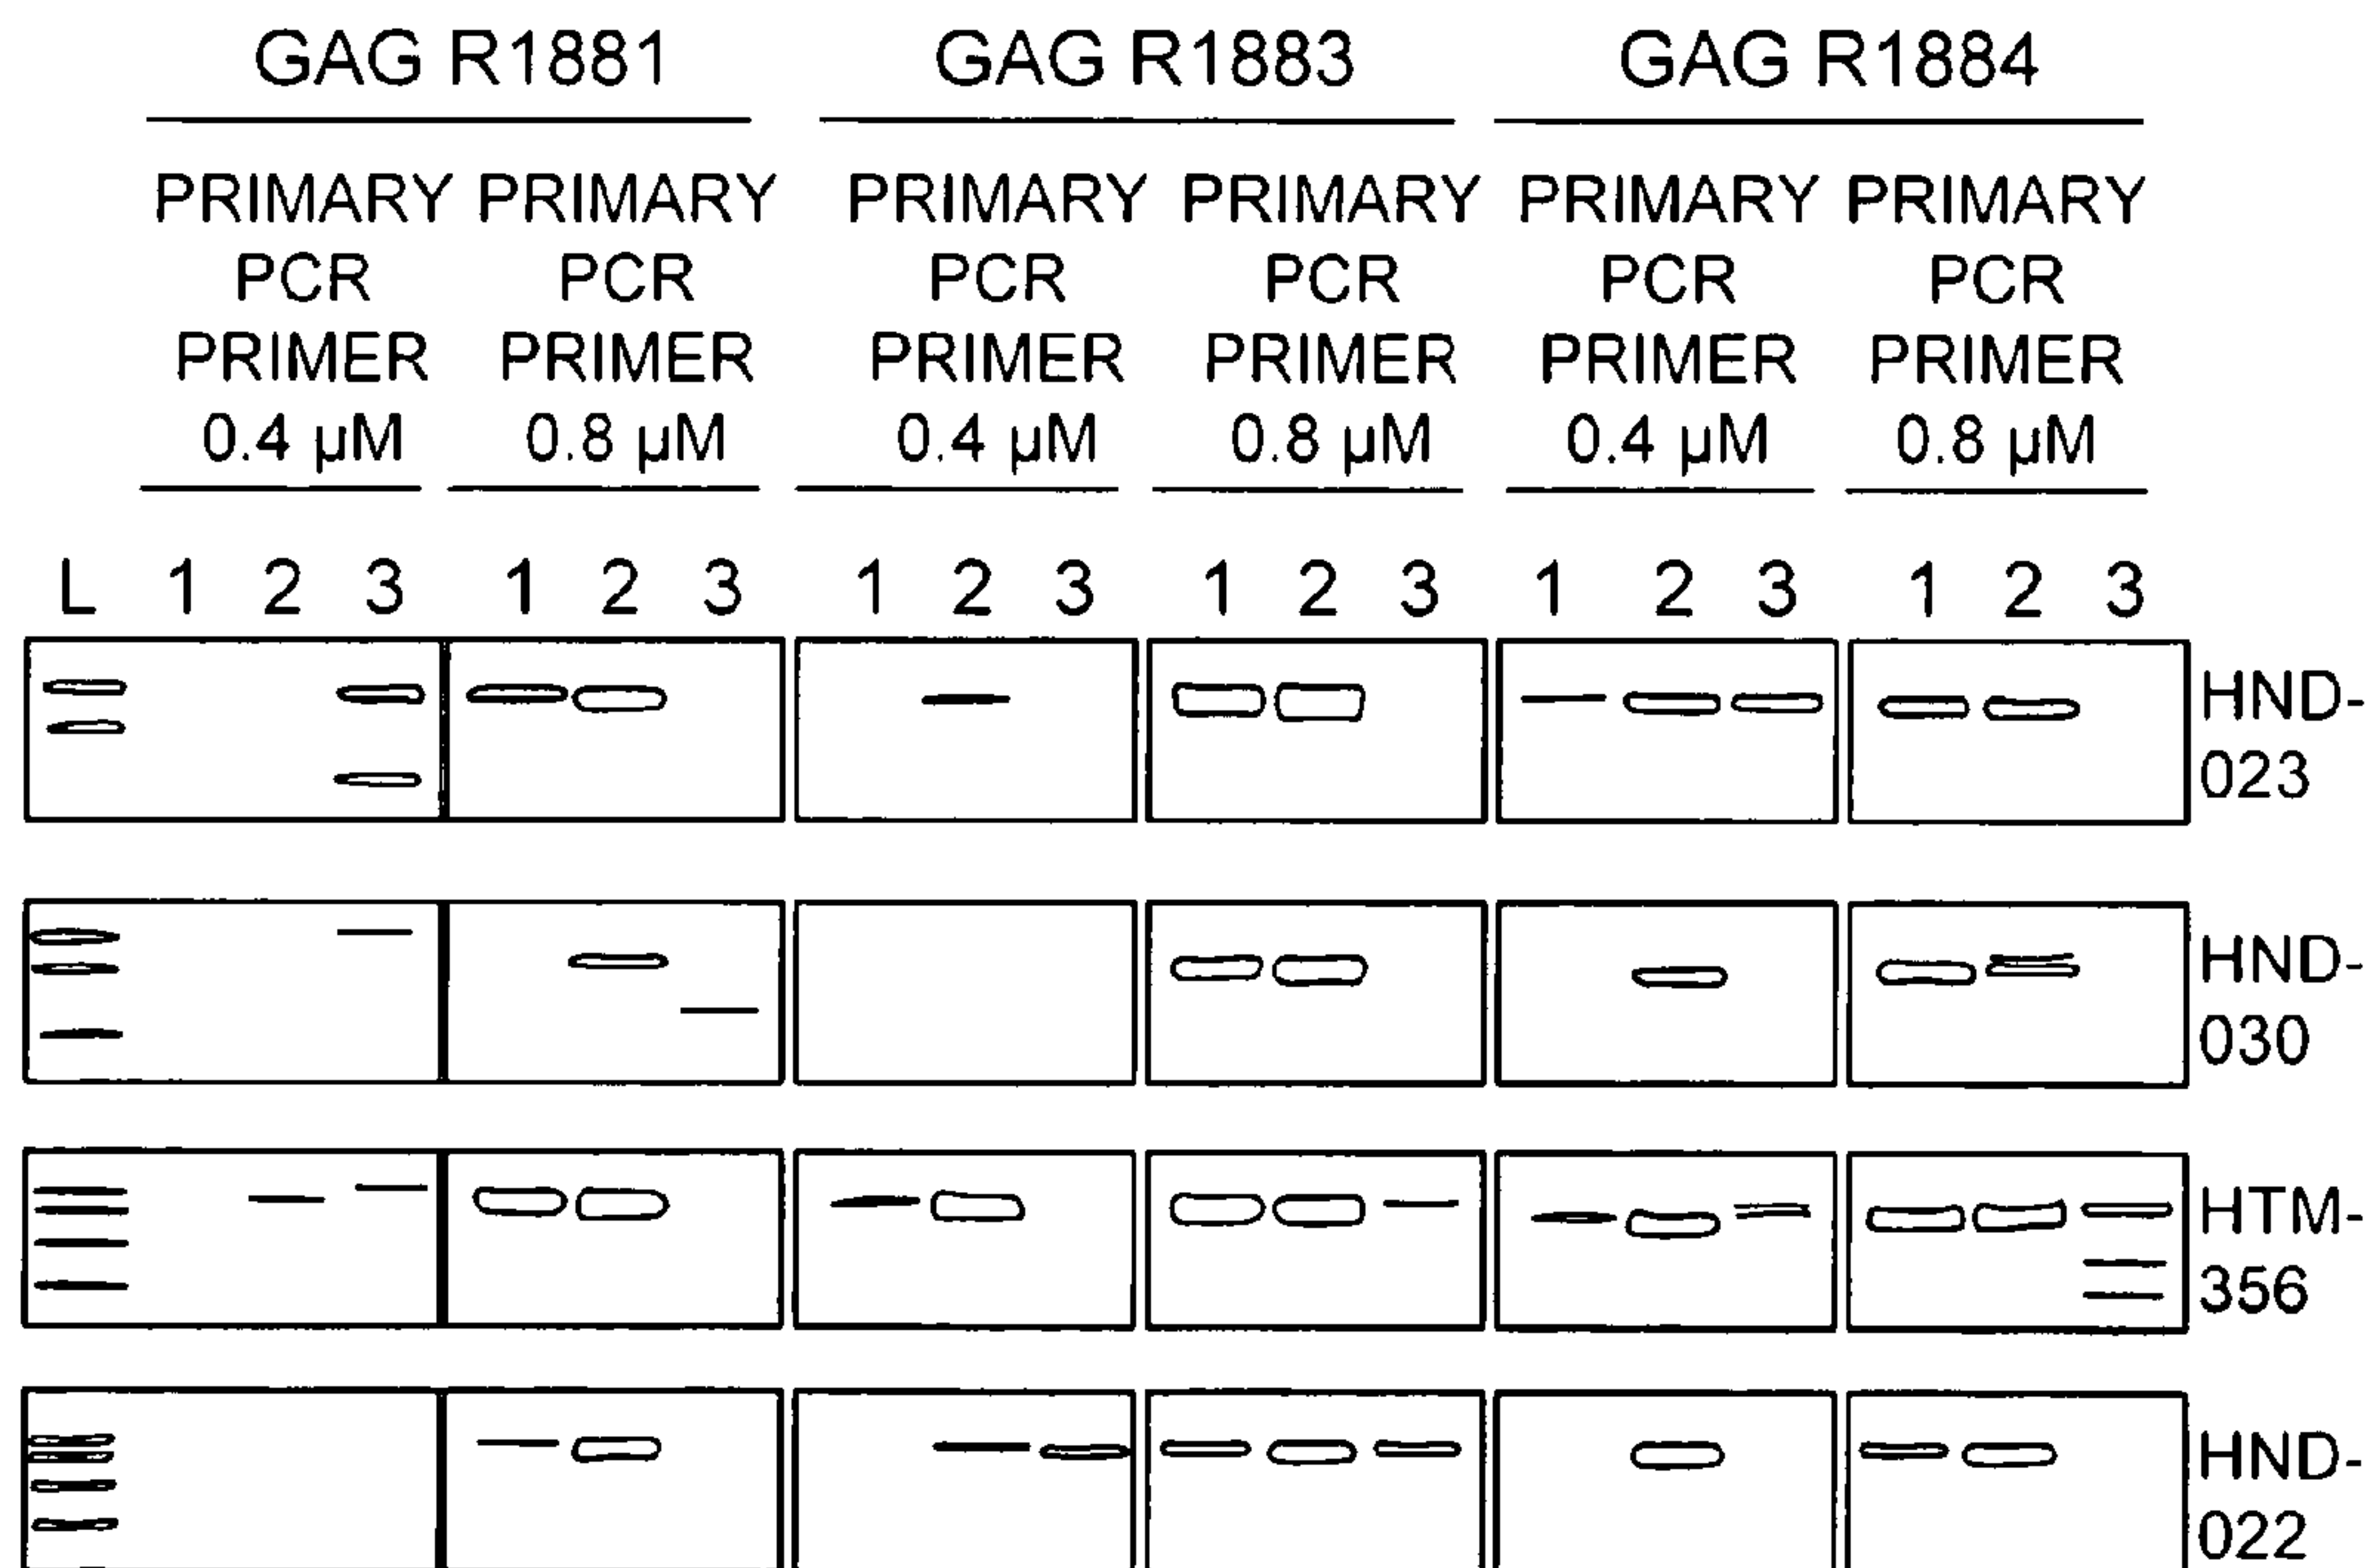 GAG R1881 GAG R1883 GAG R1884
PRIMARY PRIMARY PRIMARY PRIMARY PRIMARY PRIMARY
PCR PCR PCR PCR PCR PCR
PRIMER PRIMER PRIMER PRIMER PRIMER PRIMER
0.4 µM 0.8 µM 0.4 µM 0.8 µM 0.4 µM 0.8 µM
L 1 2 3 1 2 3 1 2 3 1 2 3 1 2 3 1 2 3
HND-
023
HND-
030
HTM-
356
HND-
022